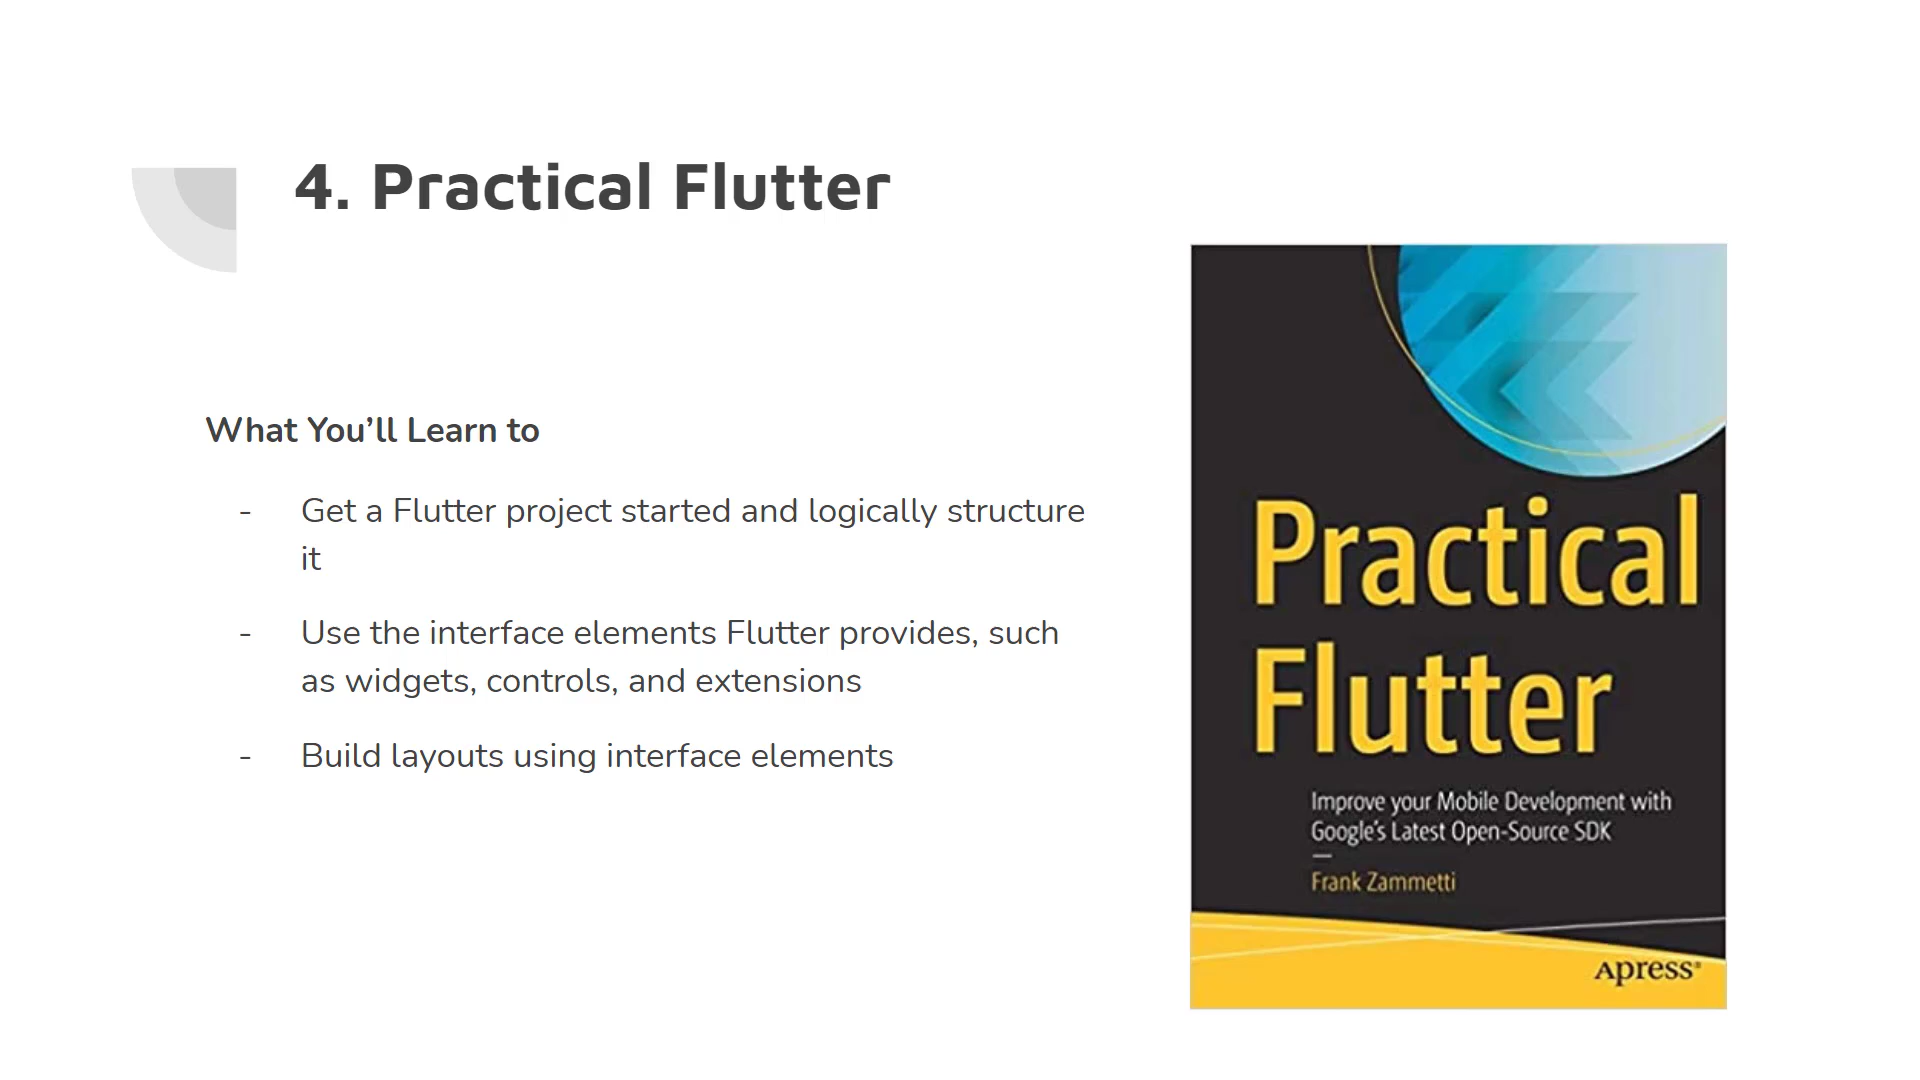 4. Practical Flutter
What You’ll Learn to
- Get a Flutter project started and logically structure
it
- Use the interface elements Flutter provides, such
as widgets, controls, and extensions
- Build layouts using interface elements
Practical
Flutter
Improve your Mobile Development with
Google’s Latest Open-Source SDK
—
Frank Zammetti
Apress®